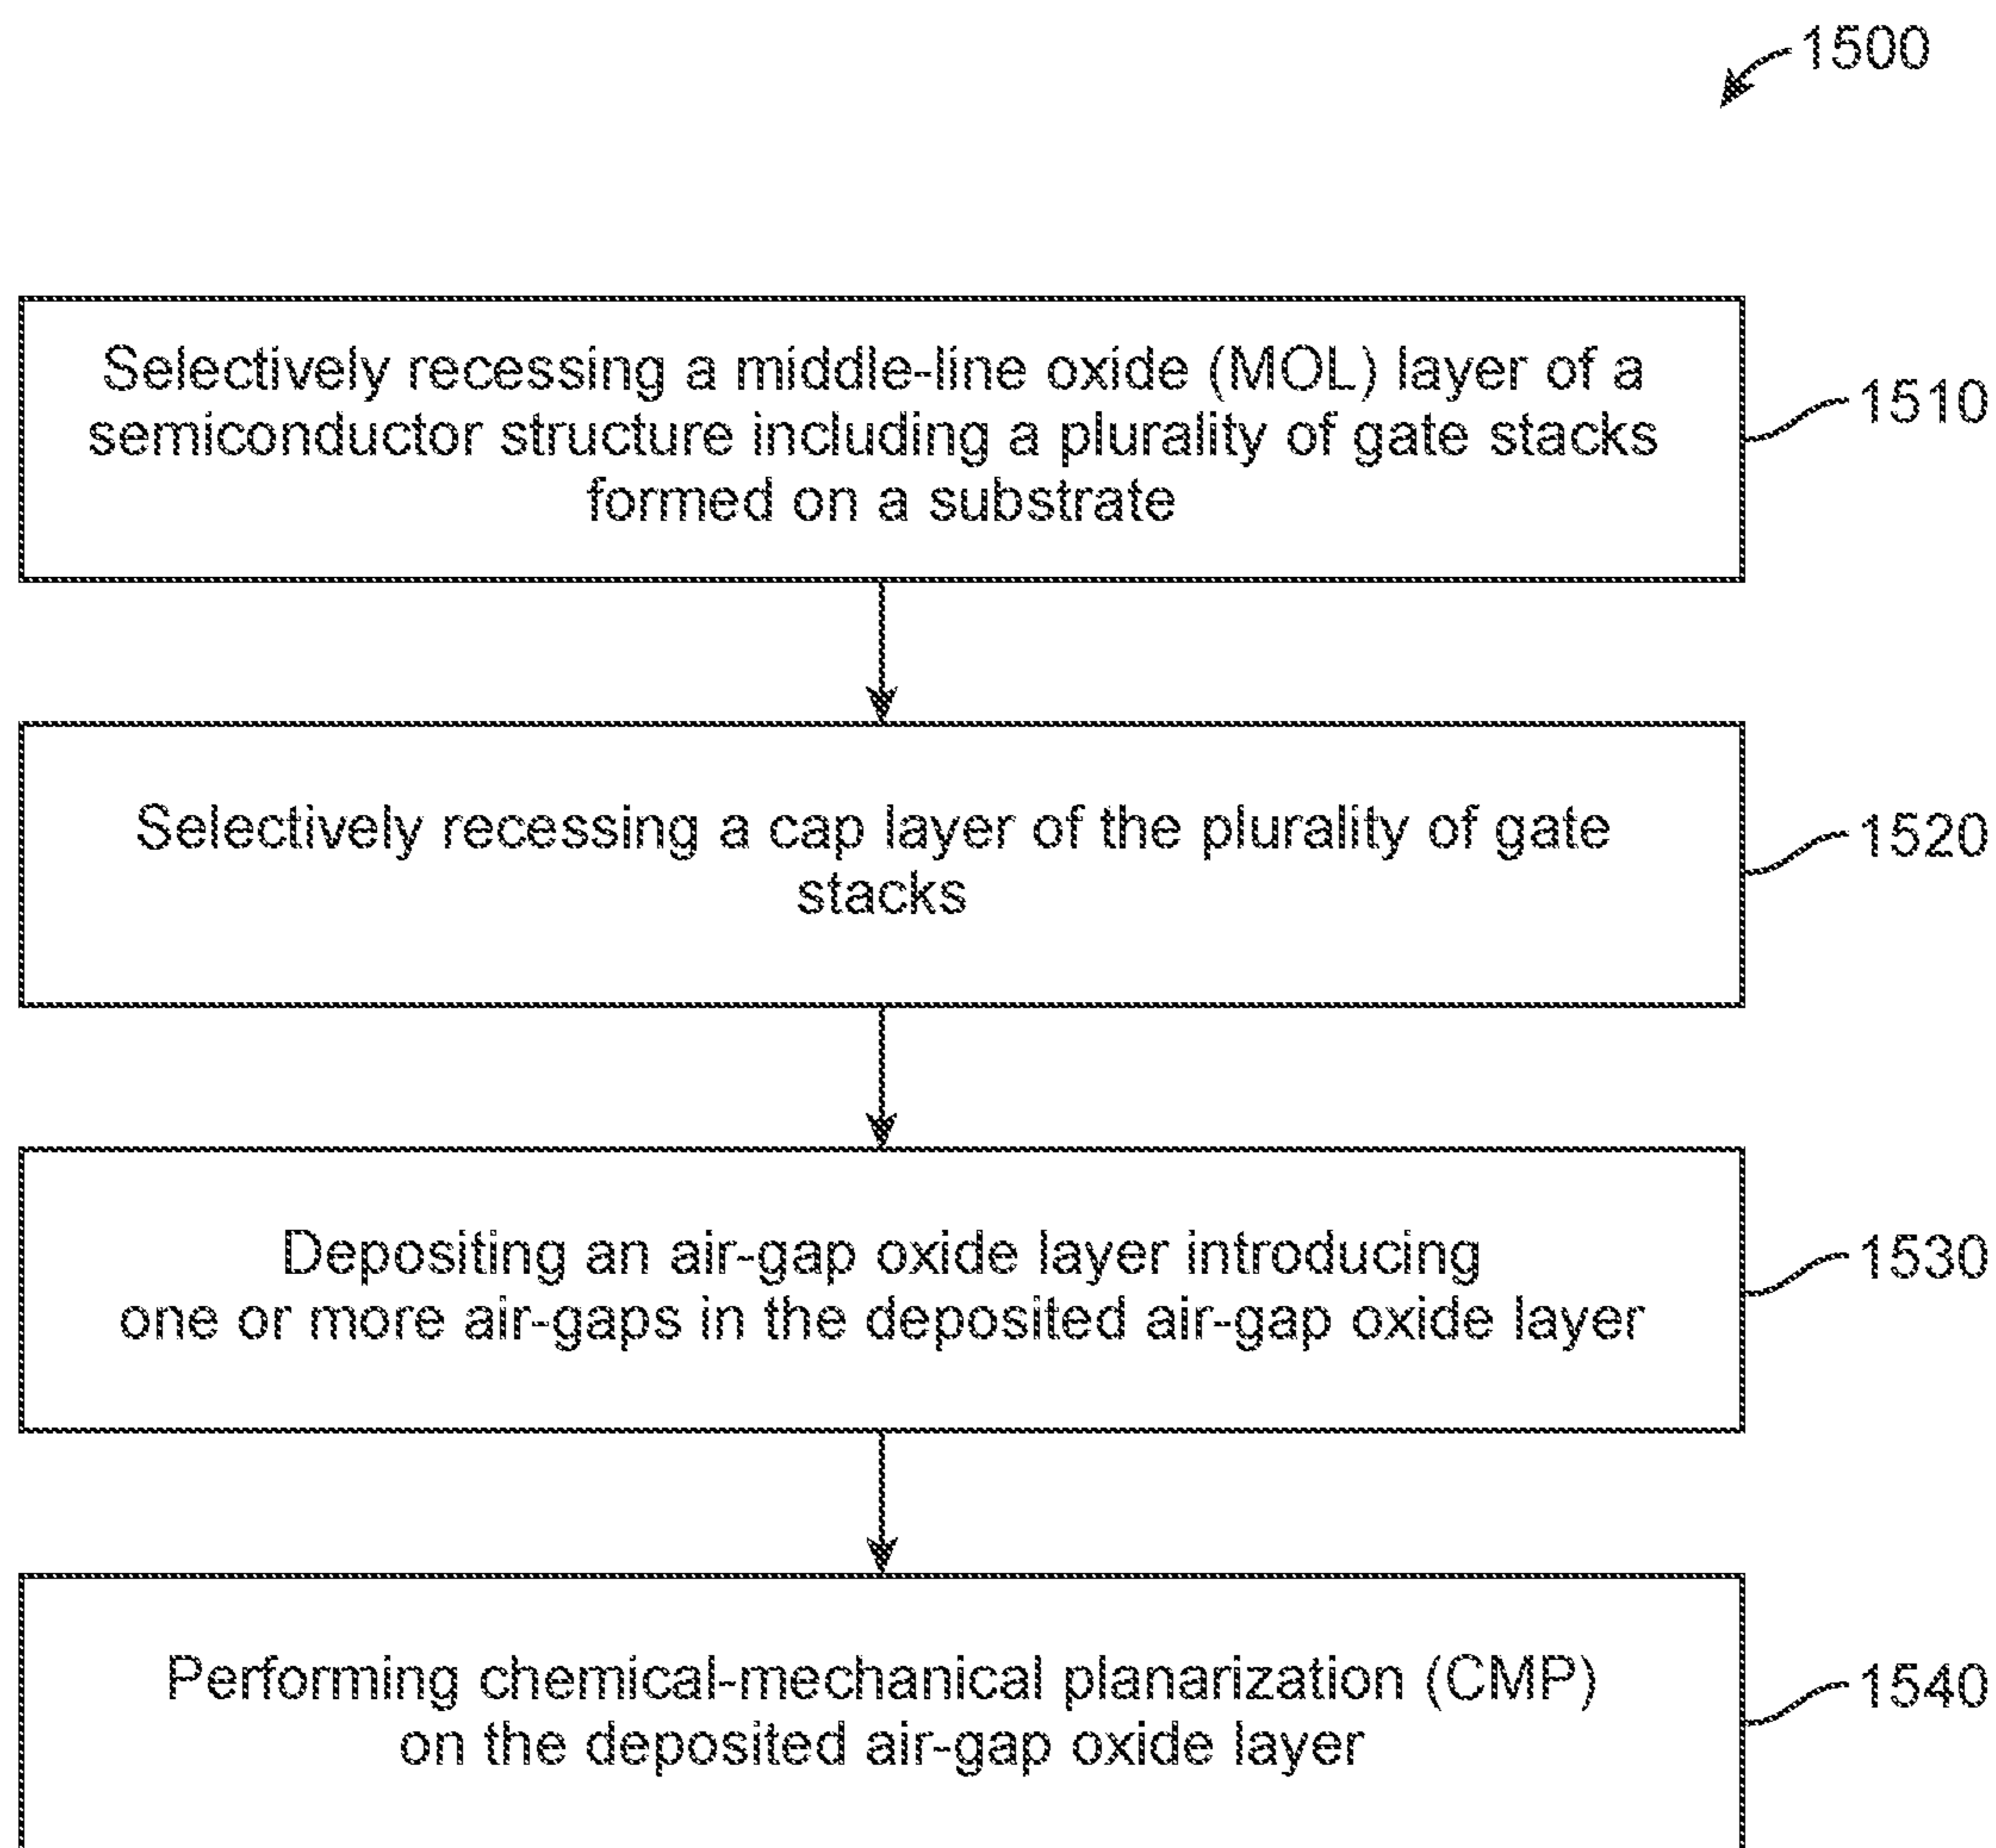 1500
Selectively recessing a middle-line oxide (MOL) layer of a
semiconductor structure including a plurality of gate stacks
formed on a substrate
1510
Selectively recessing a cap layer of the plurality of gate
stacks
1520
Depositing an air-gap oxide layer introducing
one or more air-gaps in the deposited air-gap oxide layer
1530
Performing chemical-mechanical planarization (CMP)
on the deposited air-gap oxide layer
1540